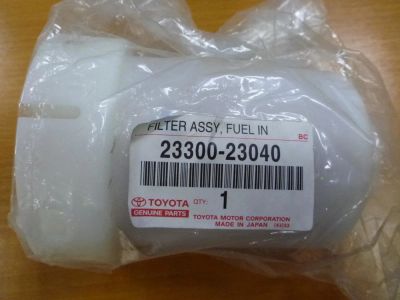 FILTER ASSY, FUEL IN
BC
23300-23040
TOYOTA
GENUINE PARTS
QTY: 1
TOYOTA MOTOR CORPORATION
MADE IN JAPAN